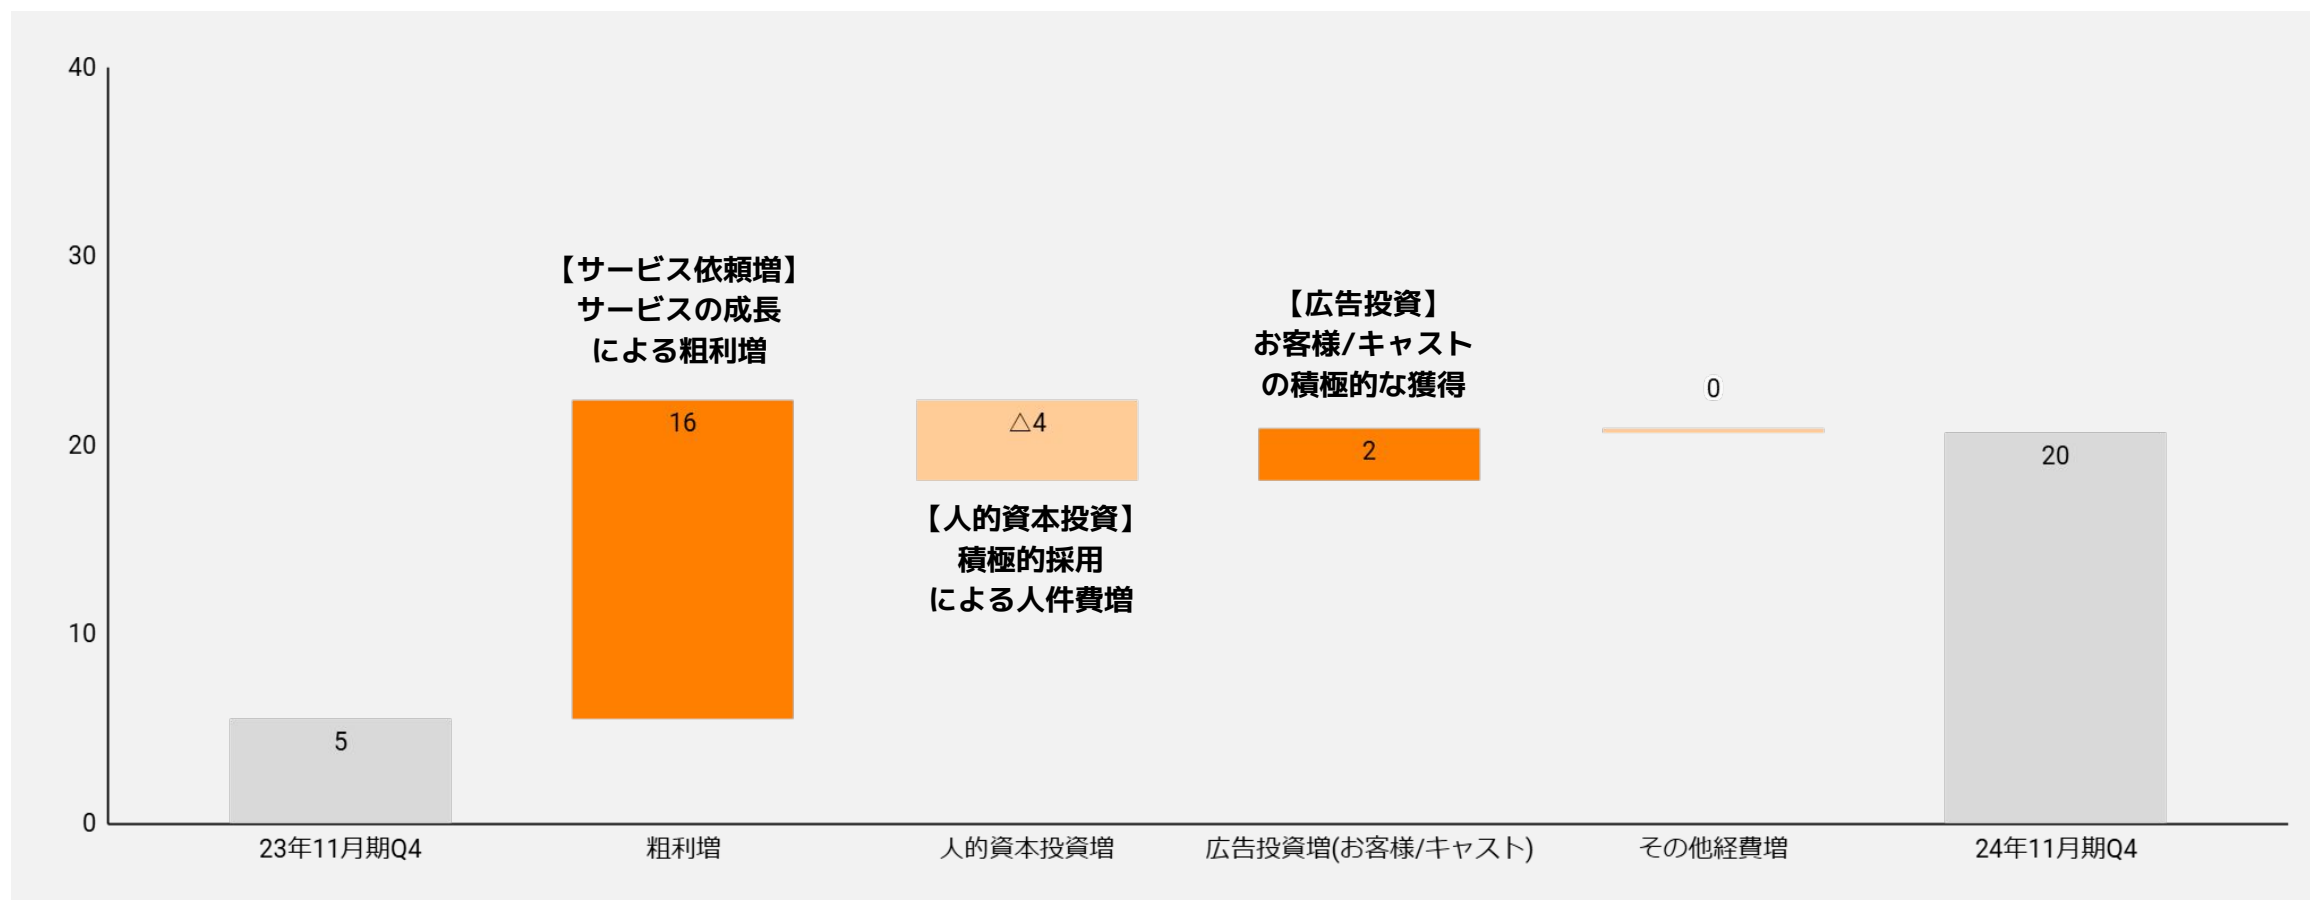 40
30
20
10
0
【サービス依頼増】
サービスの成長
による粗利増
【広告投資】
お客様/キャスト
の積極的な獲得
【人的資本投資】
積極的採用
による人件費増
5
16
△4
2
0
20
23年11月期Q4
粗利増
人的資本投資増
広告投資増(お客様/キャスト)
その他経費増
24年11月期Q4